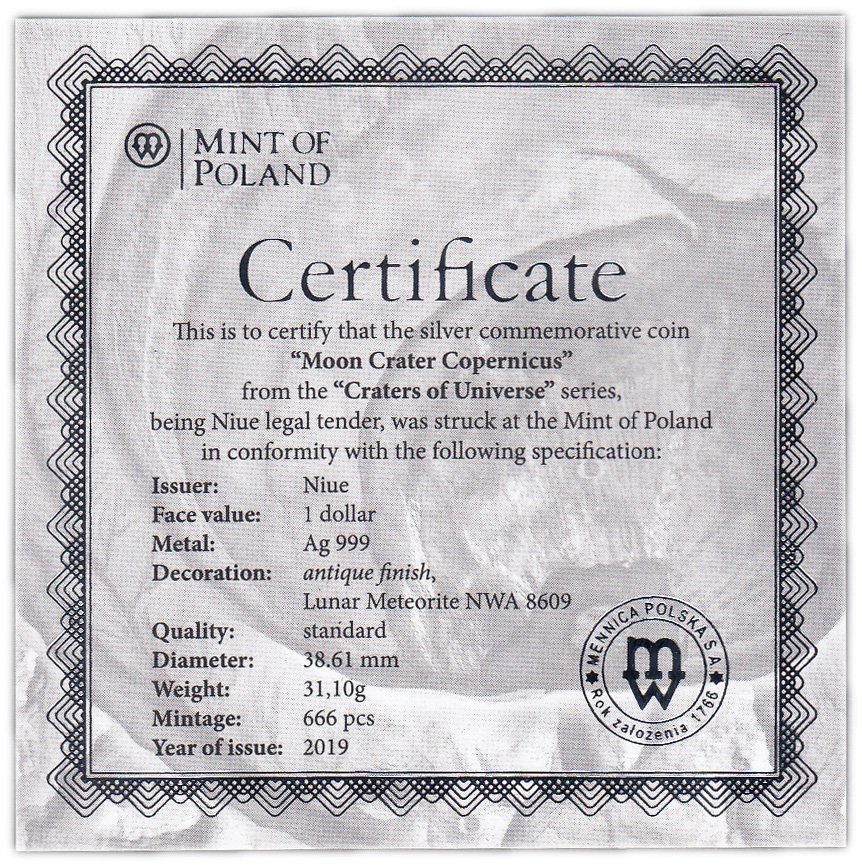 MINT OF
POLAND
Certificate
This is to certify that the silver commemorative coin
“Moon Crater Copernicus”
from the “Craters of Universe” series,
being Niue legal tender, was struck at the Mint of Poland
in conformity with the following specification:
Issuer: Niue
Face value: 1 dollar
Metal: Ag 999
Decoration: antique finish,
Lunar Meteorite NWA 8609
Quality: standard
Diameter: 38.61 mm
Weight: 31,10g
Mintage: 666 pcs
Year of issue: 2019
MENNICA POLSKA S.A.
Rok założenia 1766